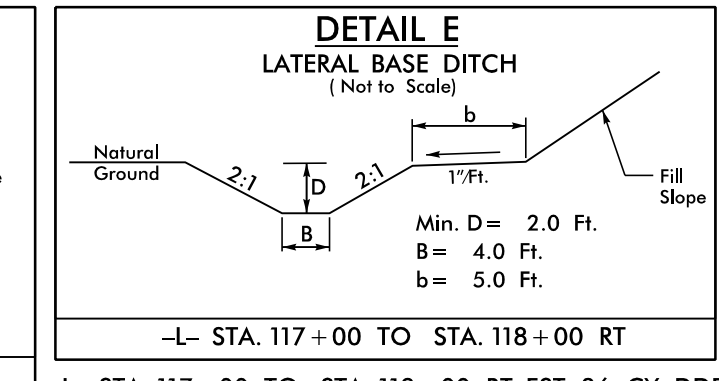 DETAIL E
LATERAL BASE DITCH
( Not to Scale)
b
Natural
Ground
2:1
D
2:1
1"/Ft.
Fill
Slope
B
Min. D= 2.0 Ft.
B= 4.0 Ft.
b= 5.0 Ft.
-L- STA. 117+00 TO STA. 118+00 RT